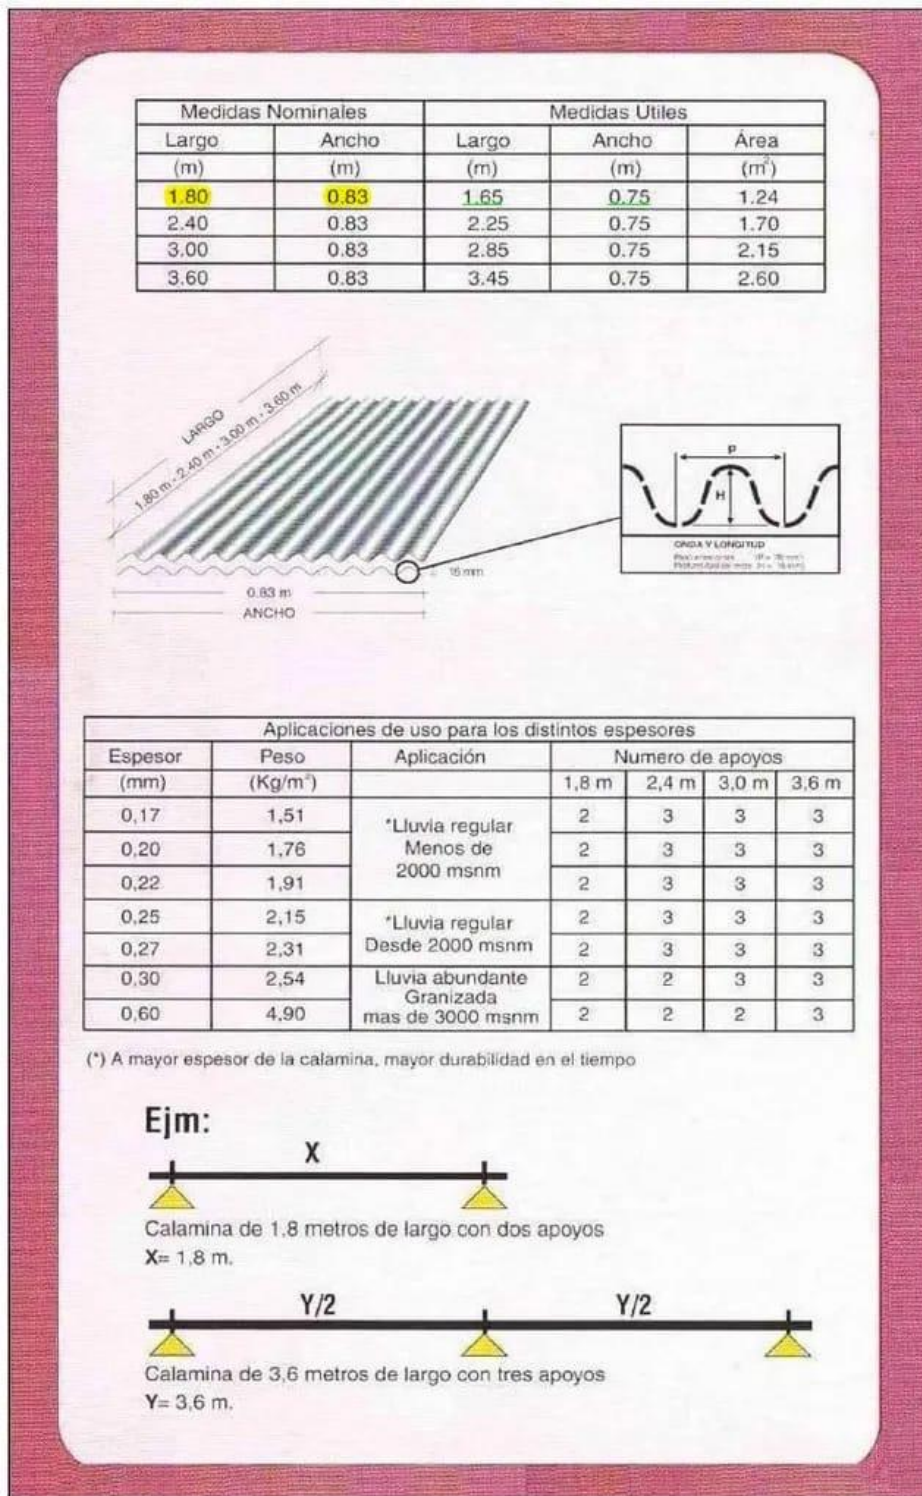 Medidas Nominales Medidas Utiles
Largo Ancho Largo Ancho Área
(m) (m) (m) (m) (m²)
1.80 0.83 1.65 0.75 1.24
2.40 0.83 2.25 0.75 1.70
3.00 0.83 2.85 0.75 2.15
3.60 0.83 3.45 0.75 2.60
LARGO
1.80 m - 2.40 m - 3.00 m - 3.60 m
P
H
ONDA Y LONGITUD
16 mm
0.83 m
ANCHO
Aplicaciones de uso para los distintos espesores
Espesor Peso Aplicación Numero de apoyos
(mm) (Kg/m²) 1,8 m 2,4 m 3,0 m 3,6 m
0,17 1,51 2 3 3 3
*Lluvia regular
0,20 1,76 Menos de 2 3 3 3
2000 msnm
0,22 1,91 2 3 3 3
0,25 2,15 *Lluvia regular 2 3 3 3
0,27 2,31 Desde 2000 msnm 2 3 3 3
0,30 2,54 Lluvia abundante 2 2 3 3
Granizada
0,60 4,90 mas de 3000 msnm 2 2 2 3
(*) A mayor espesor de la calamina, mayor durabilidad en el tiempo
Ejm:
X
Calamina de 1,8 metros de largo con dos apoyos
X= 1,8 m.
Y/2 Y/2
Calamina de 3,6 metros de largo con tres apoyos
Y= 3,6 m.